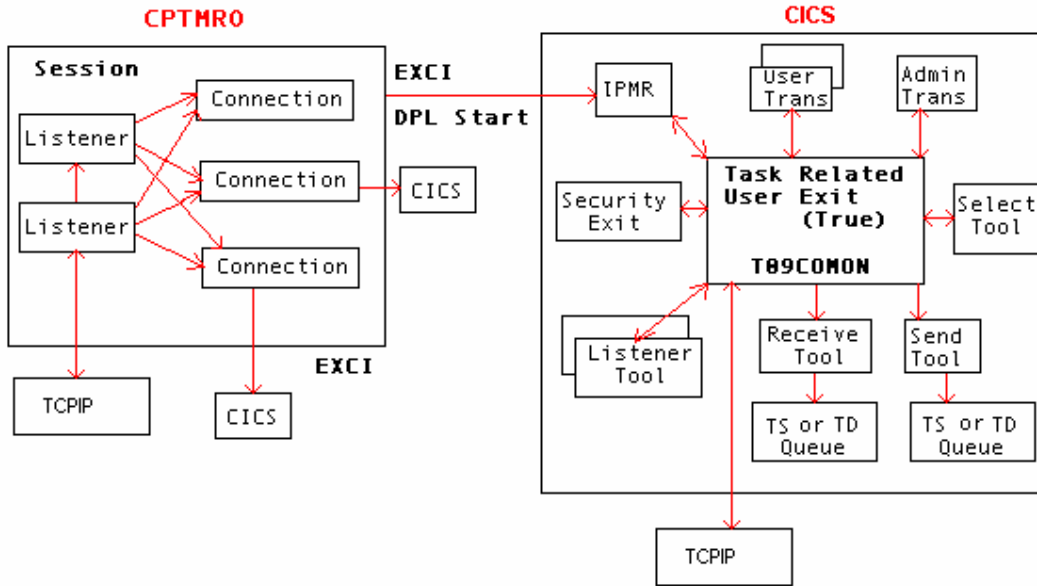 CPTMRO
CICS
Session
Connection
Listener
Connection
Listener
Connection
EXCI
DPL Start
CICS
EXCI
TCPIP
CICS
IPMR
User
Trans
Admin
Trans
Task Related
User Exit
(True)
T09COMON
Security
Exit
Select
Tool
Listener
Tool
Receive
Tool
Send
Tool
TS or TD
Queue
TS or TD
Queue
TCPIP